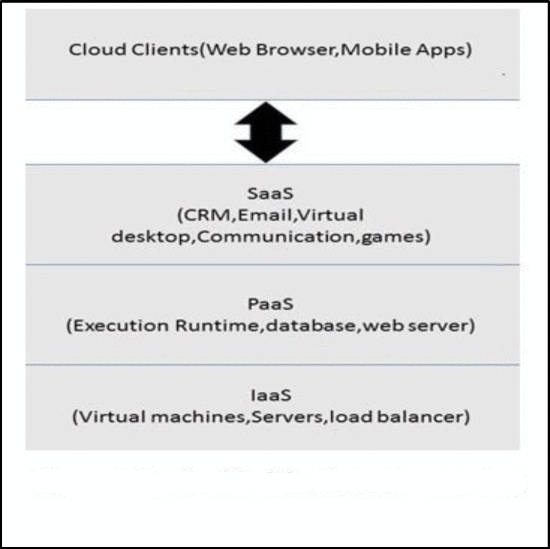 Cloud Clients(Web Browser,Mobile Apps)
SaaS
(CRM,Email,Virtual
desktop,Communication,games)
PaaS
(Execution Runtime,database,web server)
IaaS
(Virtual machines,Servers,load balancer)